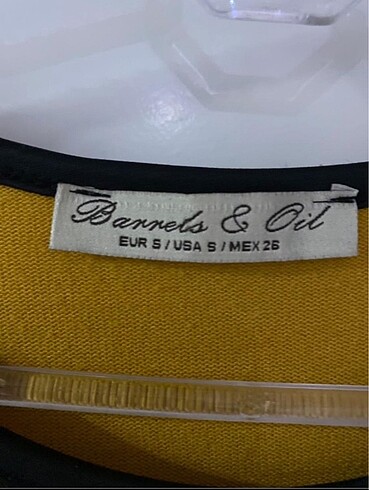 Barrels & Oil
EUR S / USA S / MEX 26